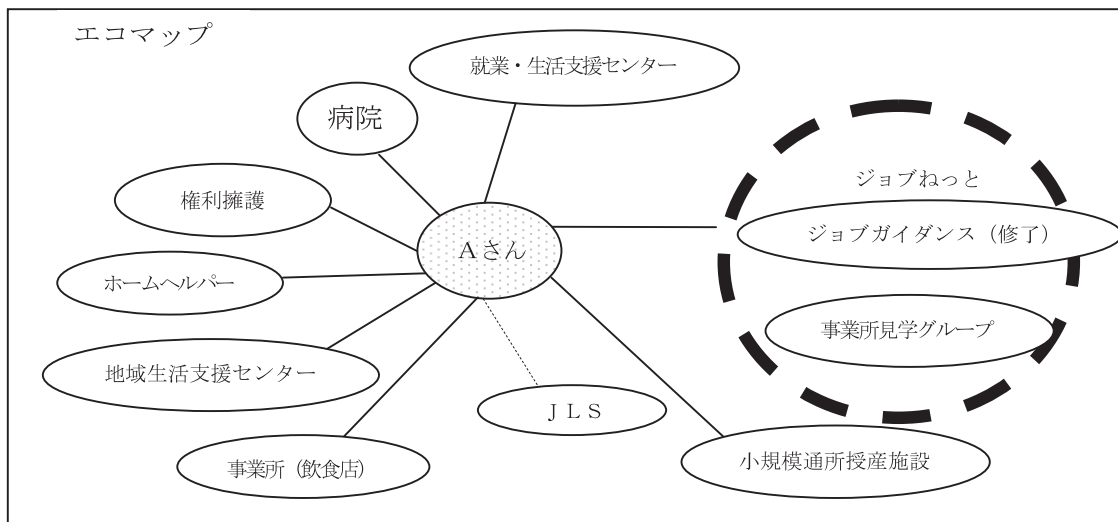 エコマップ
就業・生活支援センター
病院
権利擁護
ジョブねっと
ジョブガイダンス（修了）
Ａさん
ホームヘルパー
事業所見学グループ
地域生活支援センター
ＪＬＳ
事業所（飲食店）
小規模通所授産施設